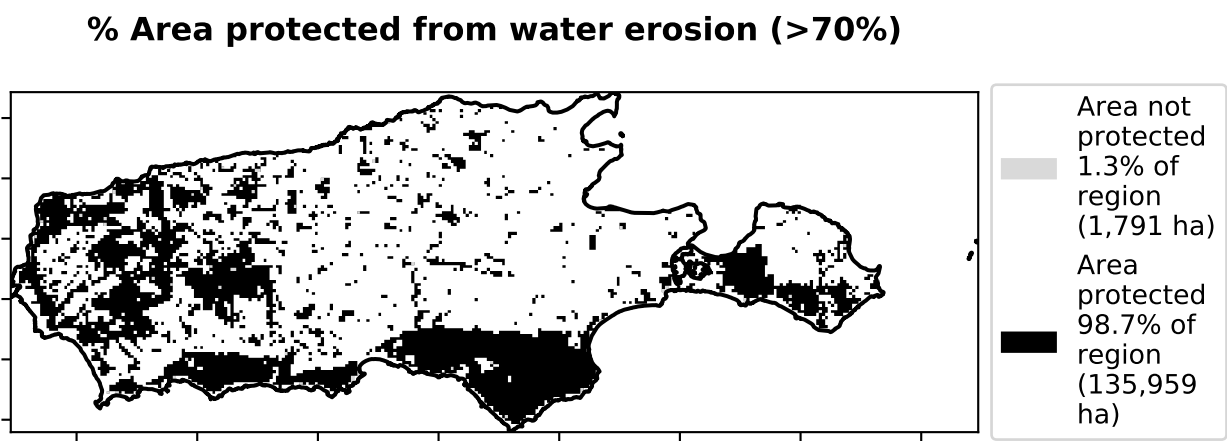 % Area protected from water erosion (>70%)
Area not
protected
1.3% of
region
(1,791 ha)
Area
protected
98.7% of
region
(135,959
ha)